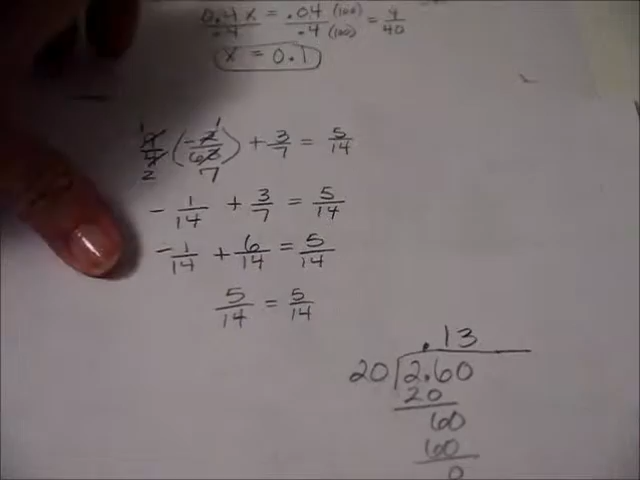 0.4x = .04 (100) = 4
.4 .4 (100) 40
x = 0.1
+ 3/7 = 5/14
- 1/14 + 3/7 = 5/14
- 1/14 + 6/14 = 5/14
5/14 = 5/14
.13
20 2.60
20
60
60
0